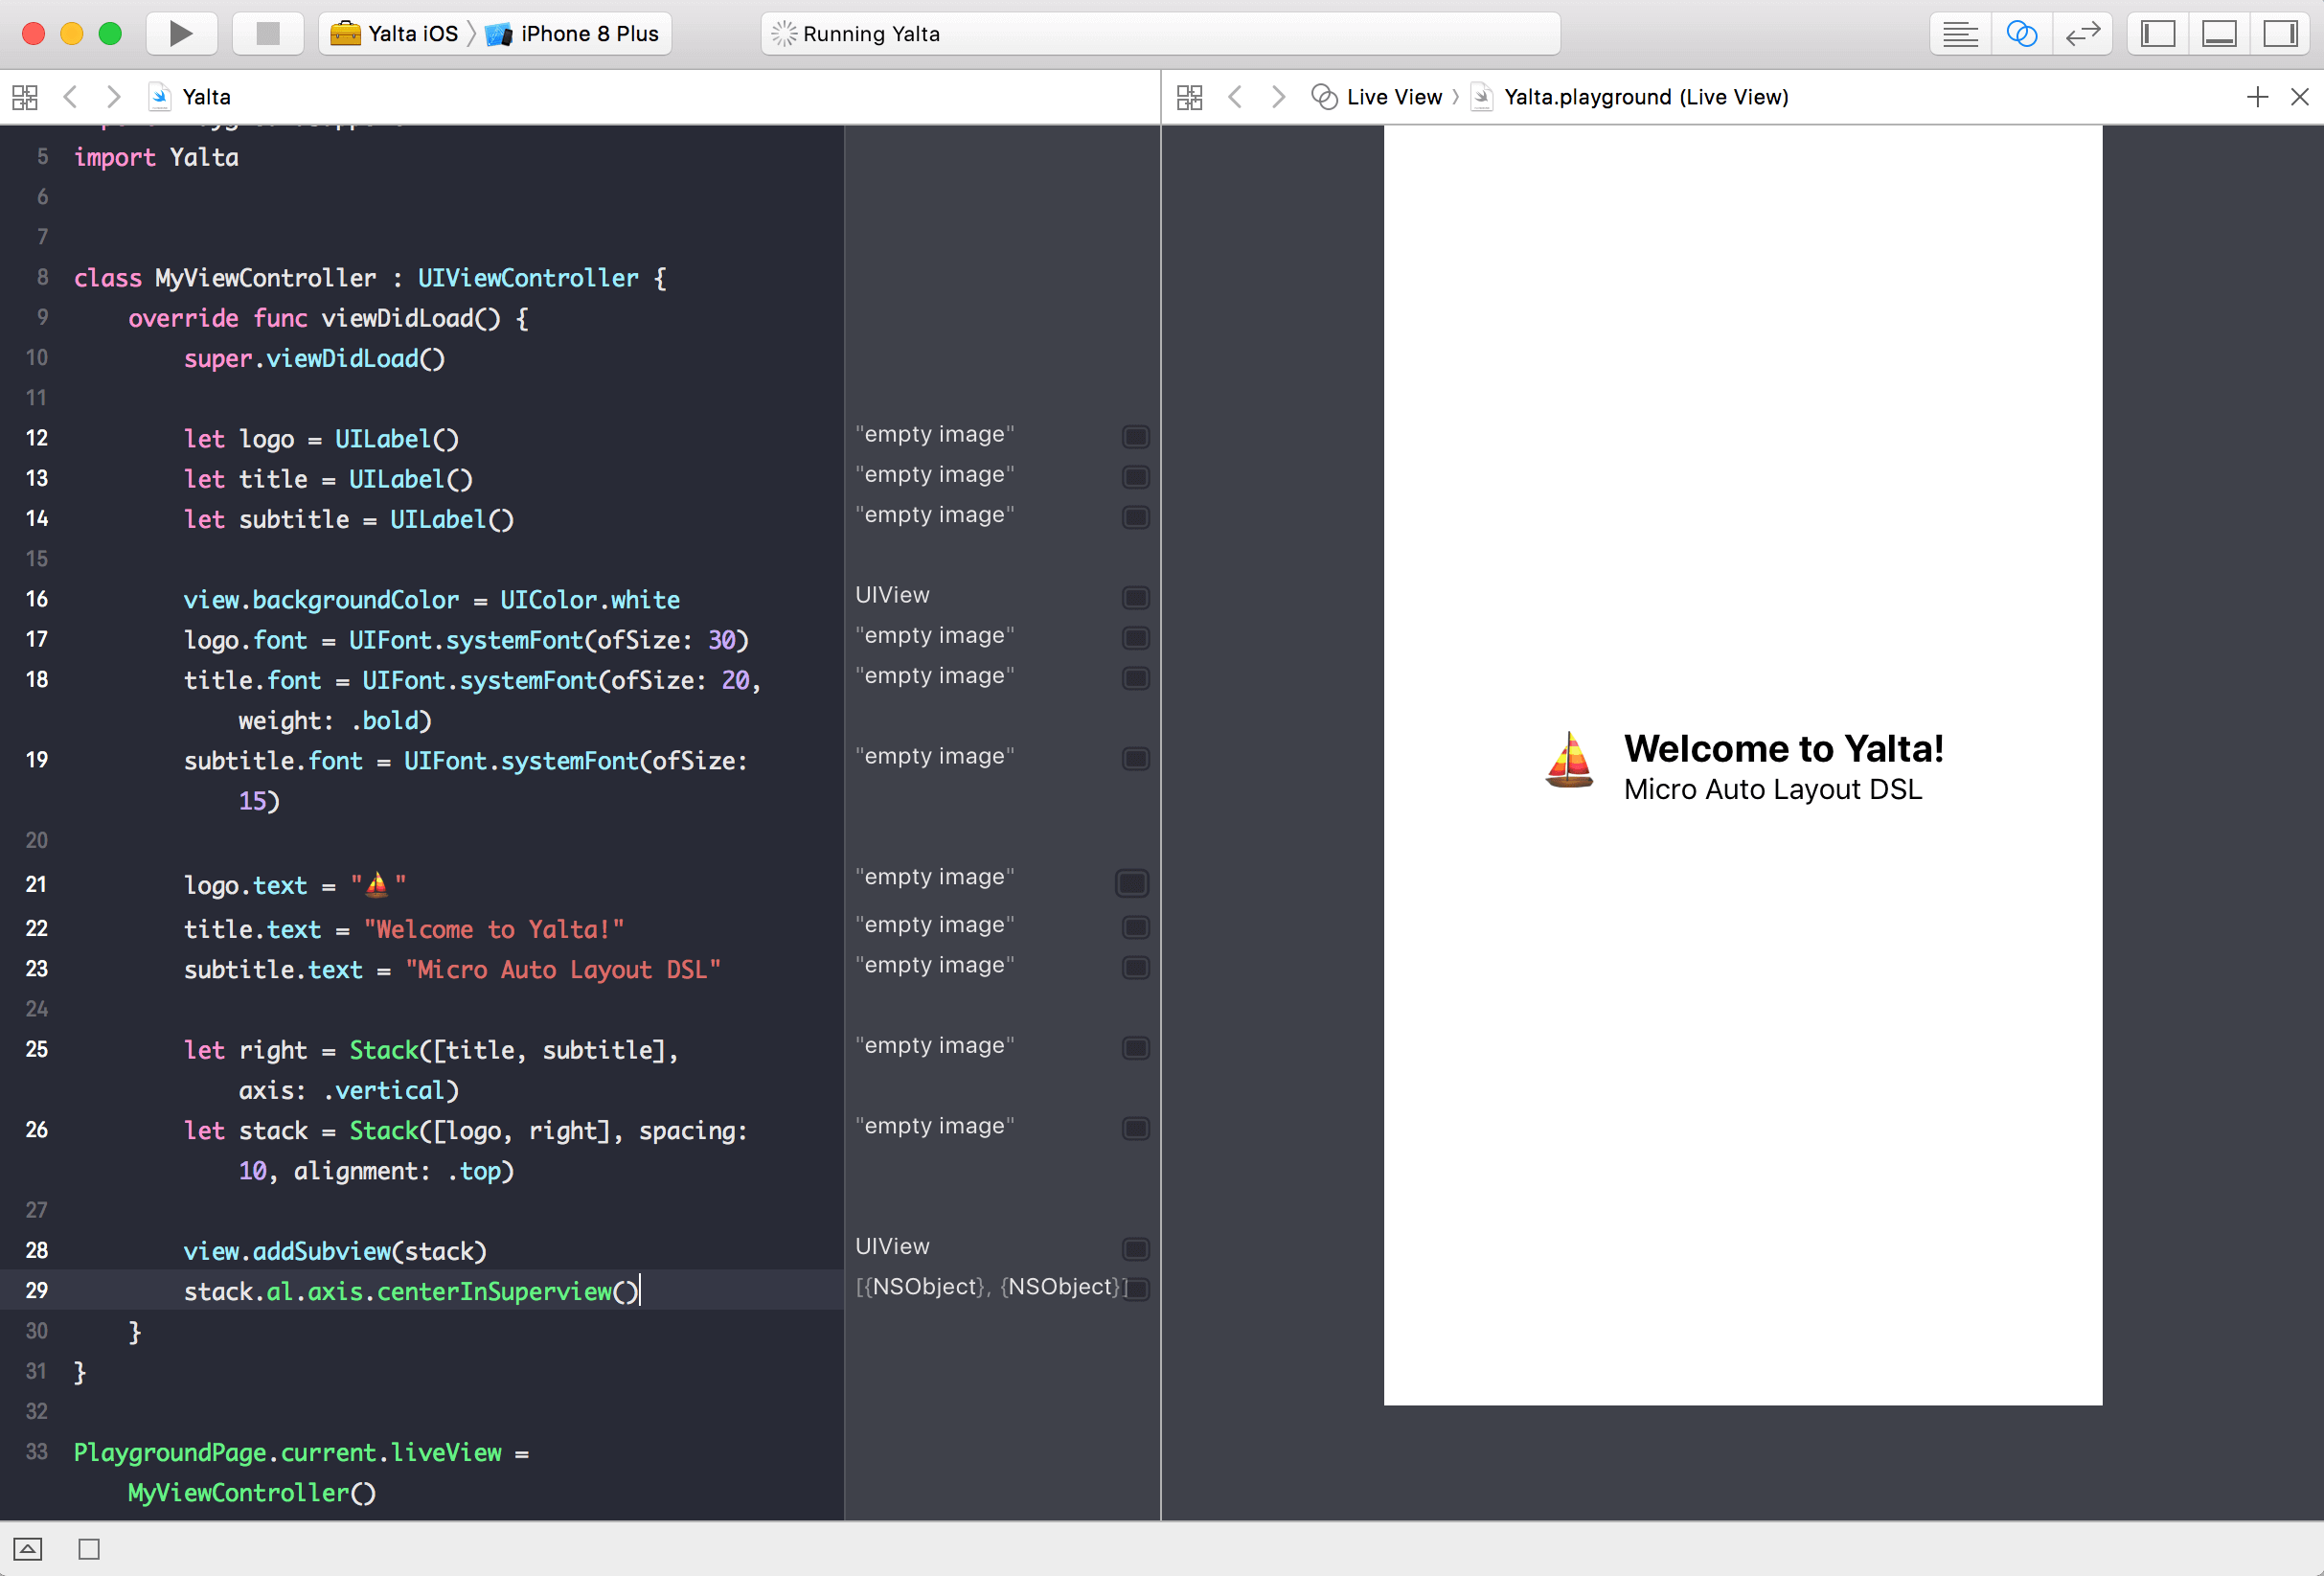 Yalta iOS iPhone 8 Plus
Running Yalta
Yalta
Live View Yalta.playground (Live View)
5 import Yalta
6
7
8 class MyViewController : UIViewController {
9 override func viewDidLoad() {
10 super.viewDidLoad()
11
12 let logo = UILabel() "empty image"
13 let title = UILabel() "empty image"
14 let subtitle = UILabel() "empty image"
15
16 view.backgroundColor = UIColor.white UIView
17 logo.font = UIFont.systemFont(ofSize: 30) "empty image"
18 title.font = UIFont.systemFont(ofSize: 20, "empty image"
weight: .bold)
19 subtitle.font = UIFont.systemFont(ofSize: "empty image"
15)
20
21 logo.text = "⛵️" "empty image"
22 title.text = "Welcome to Yalta!" "empty image"
23 subtitle.text = "Micro Auto Layout DSL" "empty image"
24
25 let right = Stack([title, subtitle], "empty image"
axis: .vertical)
26 let stack = Stack([logo, right], spacing: "empty image"
10, alignment: .top)
27
28 view.addSubview(stack) UIView
29 stack.al.axis.centerInSuperview() [{NSObject}, {NSObject}]
30 }
31 }
32
33 PlaygroundPage.current.liveView =
MyViewController()
Welcome to Yalta!
Micro Auto Layout DSL